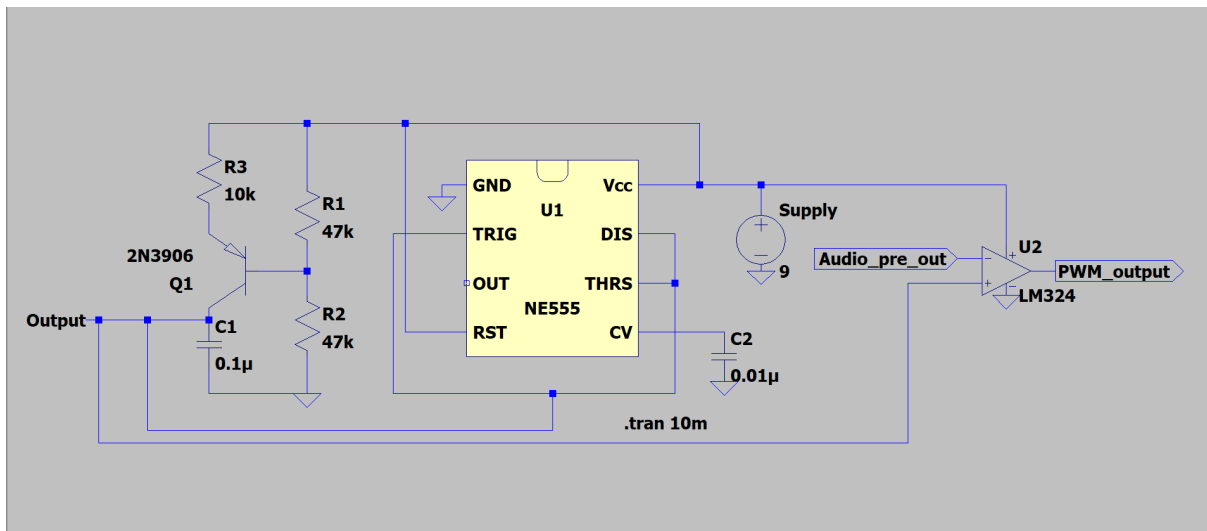 R3
10k
R1
47k
2N3906
Q1
R2
47k
Output
C1
0.1µ
GND
Vcc
U1
TRIG
DIS
OUT
THRS
NE555
RST
CV
C2
0.01µ
.tran 10m
Supply
9
Audio_pre_out
U2
PWM_output
LM324